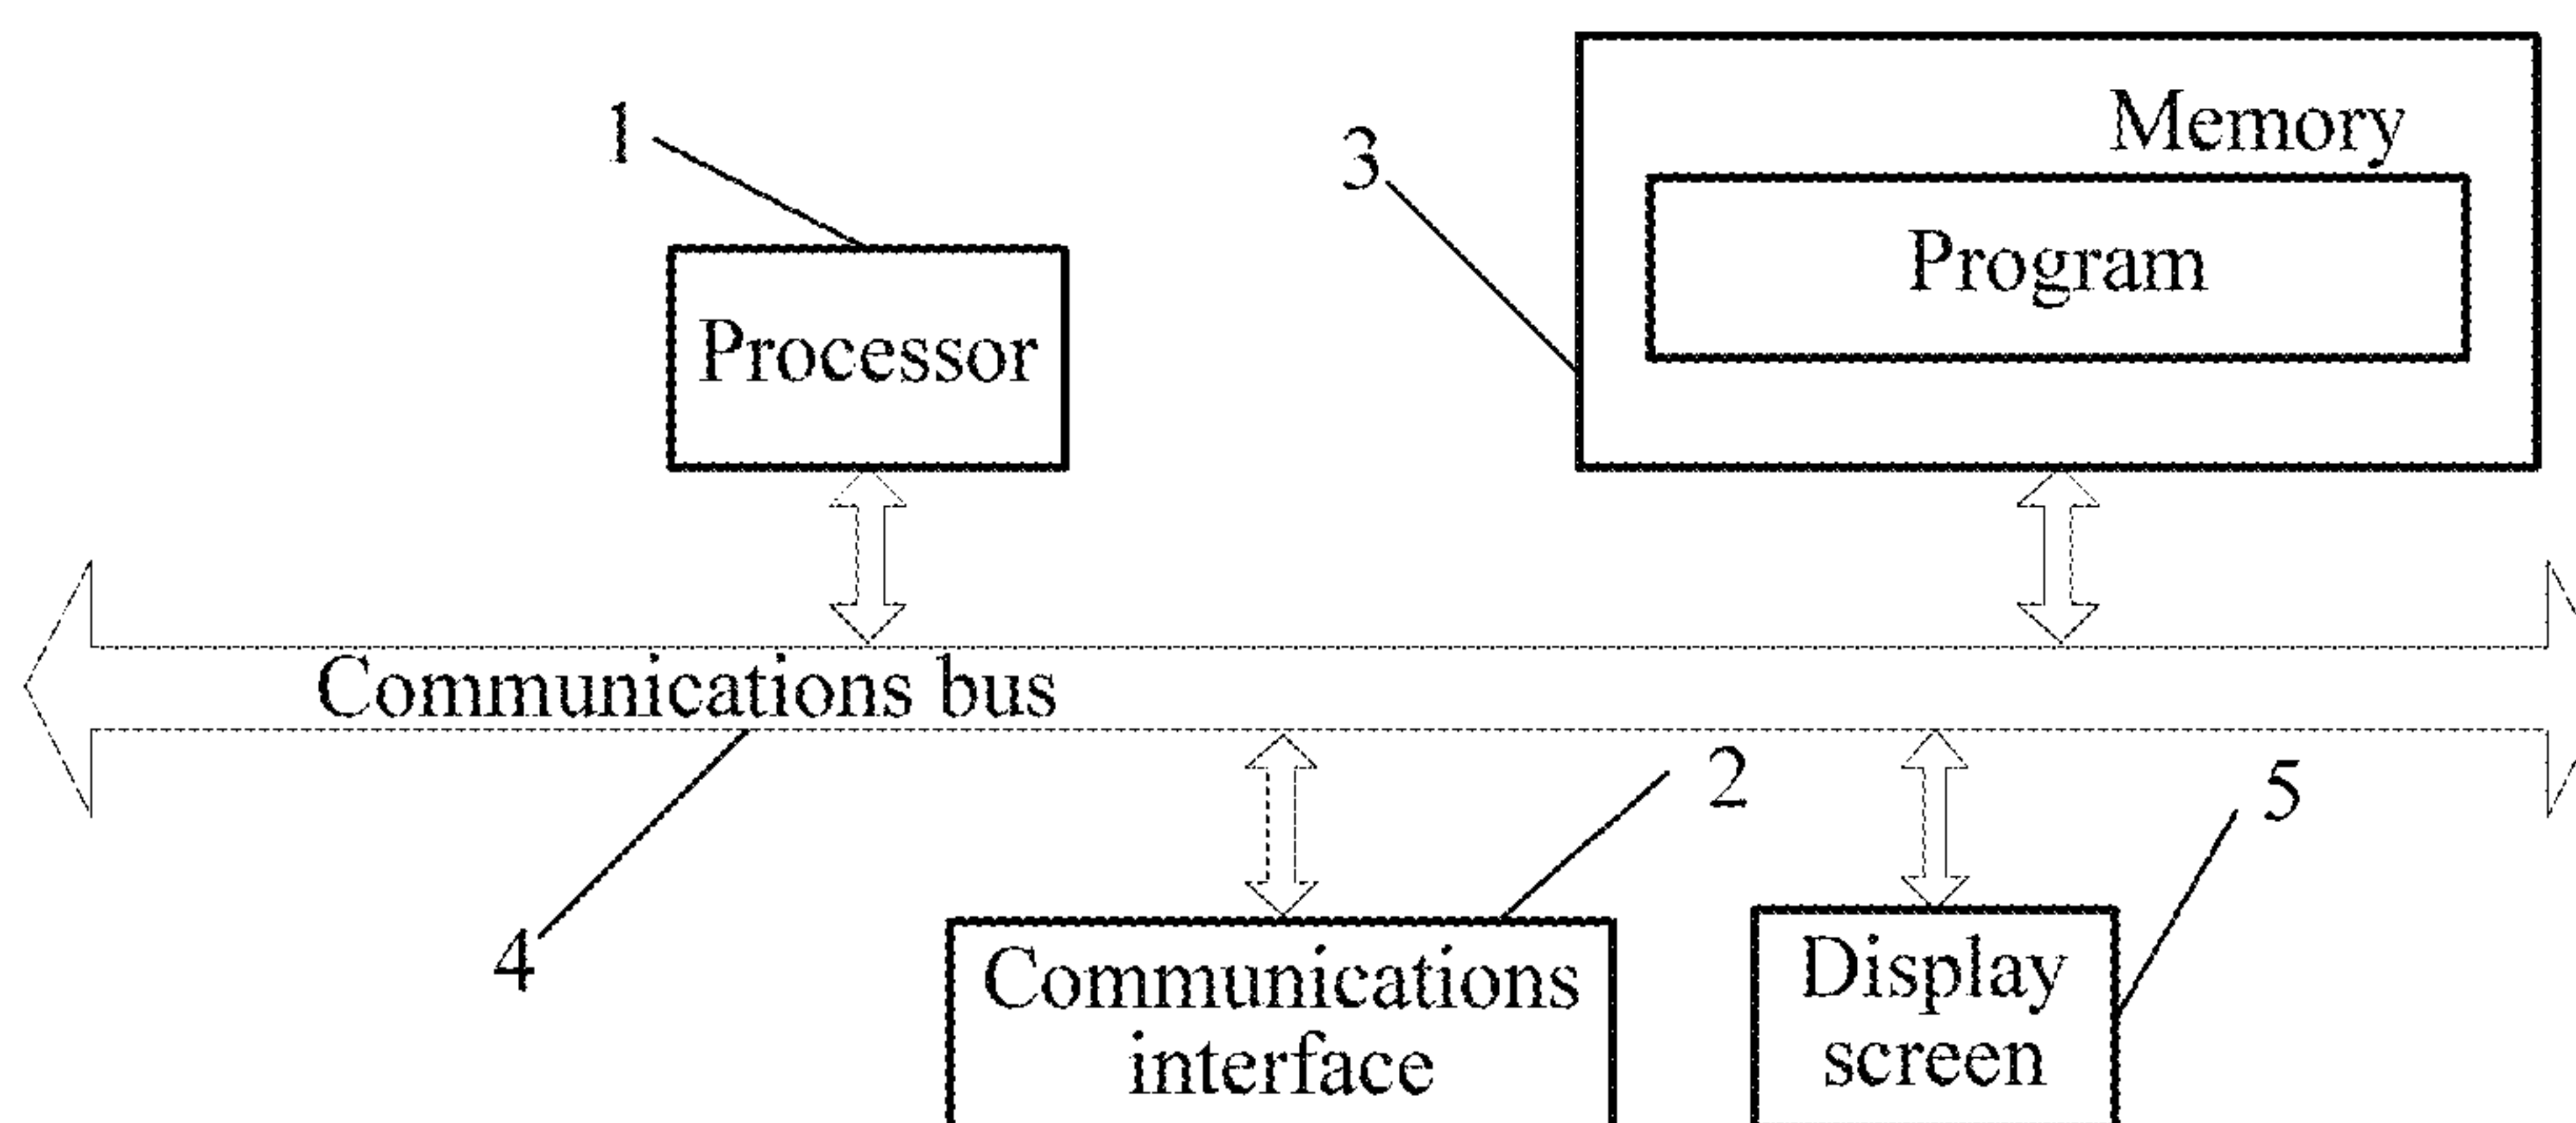 1
3
Memory
Program
Processor
Communications bus
2
5
4
Communications
interface
Display
screen